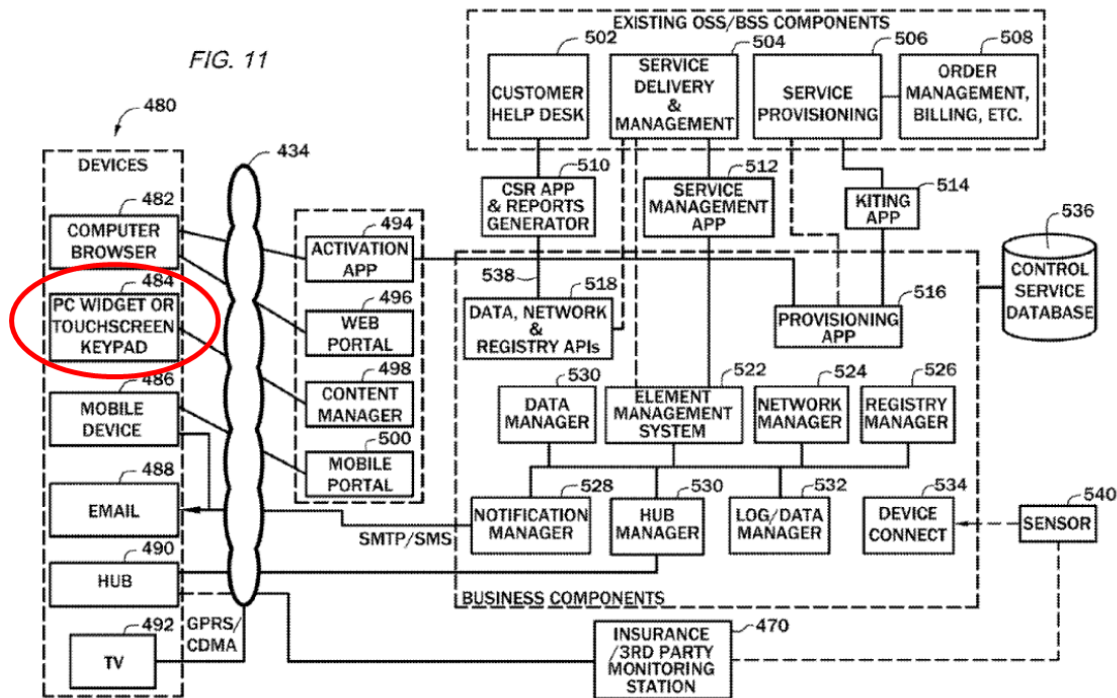 FIG. 11
EXISTING OSS/BSS COMPONENTS
502
504
506
508
CUSTOMER
HELP DESK
SERVICE
DELIVERY
&
MANAGEMENT
SERVICE
PROVISIONING
ORDER
MANAGEMENT,
BILLING, ETC.
480
DEVICES
434
482
COMPUTER
BROWSER
484
PC WIDGET OR
TOUCHSCREEN
KEYPAD
486
MOBILE
DEVICE
488
EMAIL
490
HUB
492
TV
GPRS/
CDMA
494
ACTIVATION
APP
496
WEB
PORTAL
498
CONTENT
MANAGER
500
MOBILE
PORTAL
510
CSR APP
& REPORTS
GENERATOR
512
SERVICE
MANAGEMENT
APP
514
KITING
APP
538
518
DATA, NETWORK
&
REGISTRY APIs
516
PROVISIONING
APP
536
CONTROL
SERVICE
DATABASE
530
DATA
MANAGER
522
ELEMENT
MANAGEMENT
SYSTEM
524
NETWORK
MANAGER
526
REGISTRY
MANAGER
528
NOTIFICATION
MANAGER
530
HUB
MANAGER
532
LOG/DATA
MANAGER
534
DEVICE
CONNECT
540
SENSOR
SMTP/SMS
BUSINESS COMPONENTS
470
INSURANCE
/3RD PARTY
MONITORING
STATION